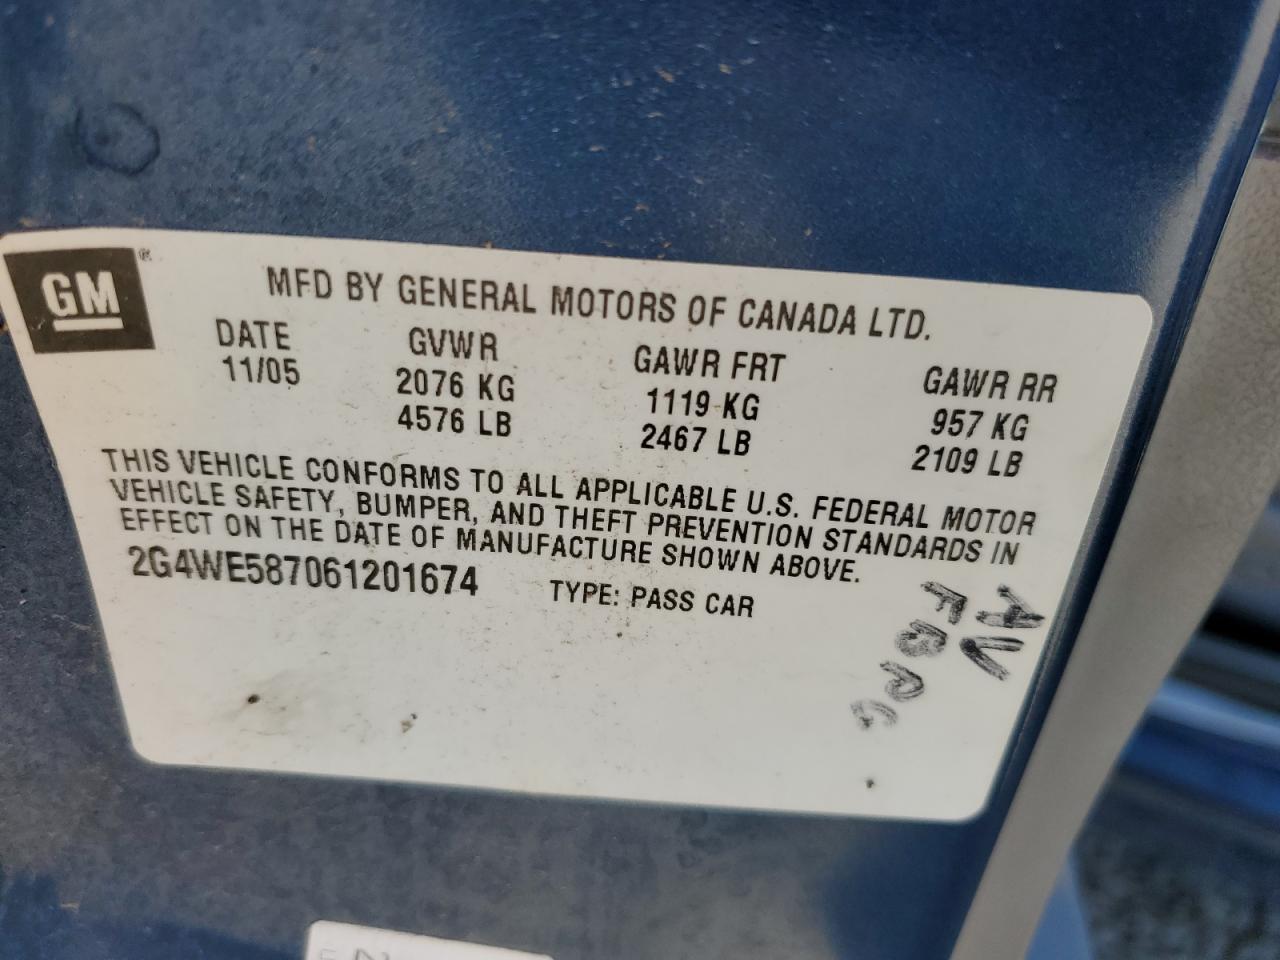 GM ®
MFD BY GENERAL MOTORS OF CANADA LTD.
DATE GVWR GAWR FRT GAWR RR
11/05 2076 KG 1119 KG 957 KG
4576 LB 2467 LB 2109 LB
THIS VEHICLE CONFORMS TO ALL APPLICABLE U.S. FEDERAL MOTOR
VEHICLE SAFETY, BUMPER, AND THEFT PREVENTION STANDARDS IN
EFFECT ON THE DATE OF MANUFACTURE SHOWN ABOVE.
2G4WE587061201674 TYPE: PASS CAR
AV